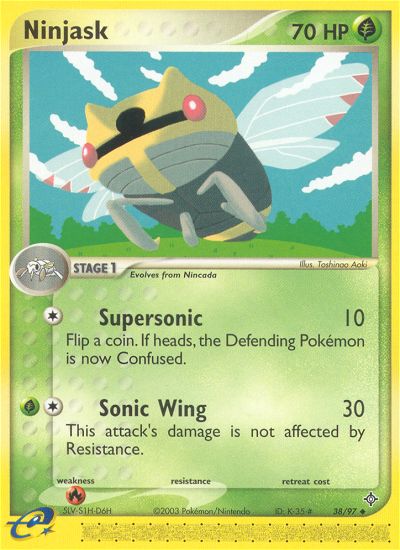 Ninjask 70 HP
Illus. Toshinao Aoki
STAGE 1
Evolves from Nincada
Supersonic 10
Flip a coin. If heads, the Defending Pokémon
is now Confused.
Sonic Wing 30
This attack's damage is not affected by
Resistance.
weakness resistance retreat cost
SLV-S1H-D6H ©2003 Pokémon/Nintendo ID: K-35-# 38/97 ◆
e